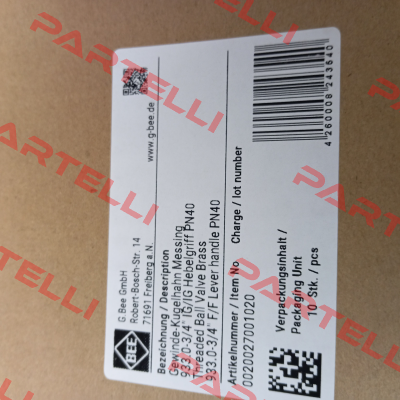 BEE
G.Bee GmbH
Robert-Bosch-Str. 14
71691 Freiberg a.N.
www.g-bee.de
Bezeichnung / Description
Gewinde-Kugelhahn Messing
933.0-3/4" IG/IG Hebelgriff PN40
Threaded Ball Valve Brass
933.0-3/4" F/F Lever handle PN40
Artikelnummer / Item No.
Charge / lot number
0020027001020
Verpackungsinhalt /
Packaging Unit
10 Stk. / pcs
4 260008 243640
PARTELLI
PARTELLI
PARTELLI